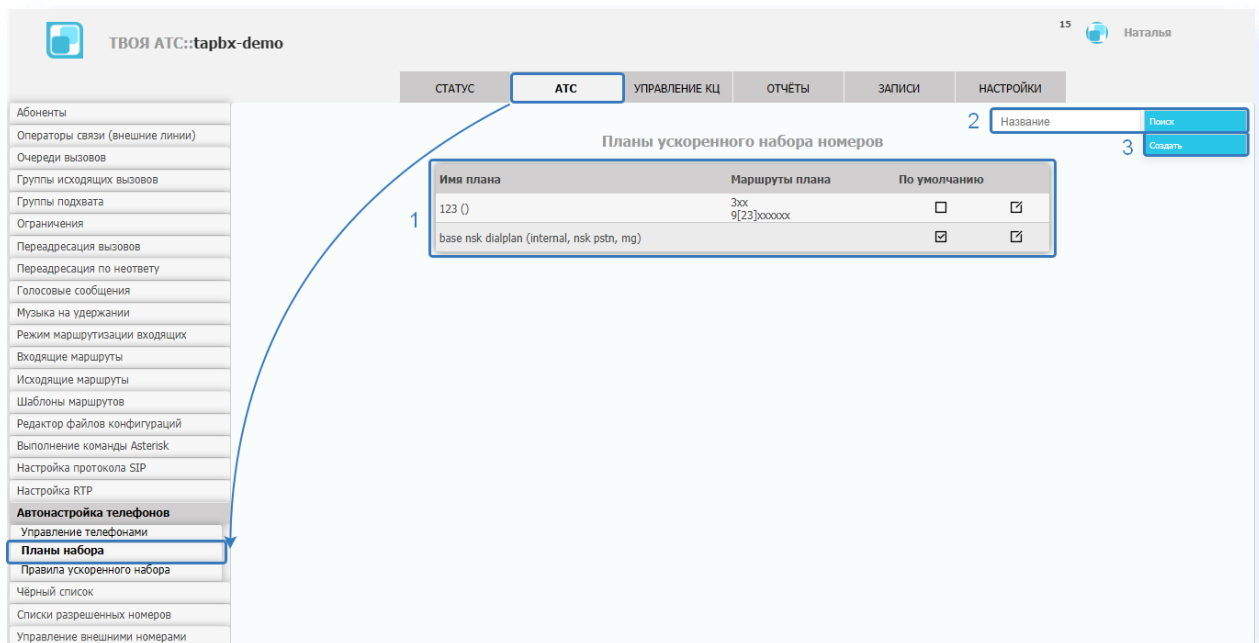 ТВОЯ АТС::tapbx-demo
15
Наталья
СТАТУС
АТС
УПРАВЛЕНИЕ КЦ
ОТЧЁТЫ
ЗАПИСИ
НАСТРОЙКИ
Абоненты
Операторы связи (внешние линии)
Очереди вызовов
Группы исходящих вызовов
Группы подхвата
Ограничения
Переадресация вызовов
Переадресация по неответу
Голосовые сообщения
Музыка на удержании
Режим маршрутизации входящих
Входящие маршруты
Исходящие маршруты
Шаблоны маршрутов
Редактор файлов конфигураций
Выполнение команды Asterisk
Настройка протокола SIP
Настройка RTP
Автонастройка телефонов
Управление телефонами
Планы набора
Правила ускоренного набора
Чёрный список
Списки разрешенных номеров
Управление внешними номерами
2
Название
Поиск
3
Создать
Планы ускоренного набора номеров
1
Имя плана Маршруты плана По умолчанию
123 () 3xx
9[23]xxxxxx
base nsk dialplan (internal, nsk pstn, mg)